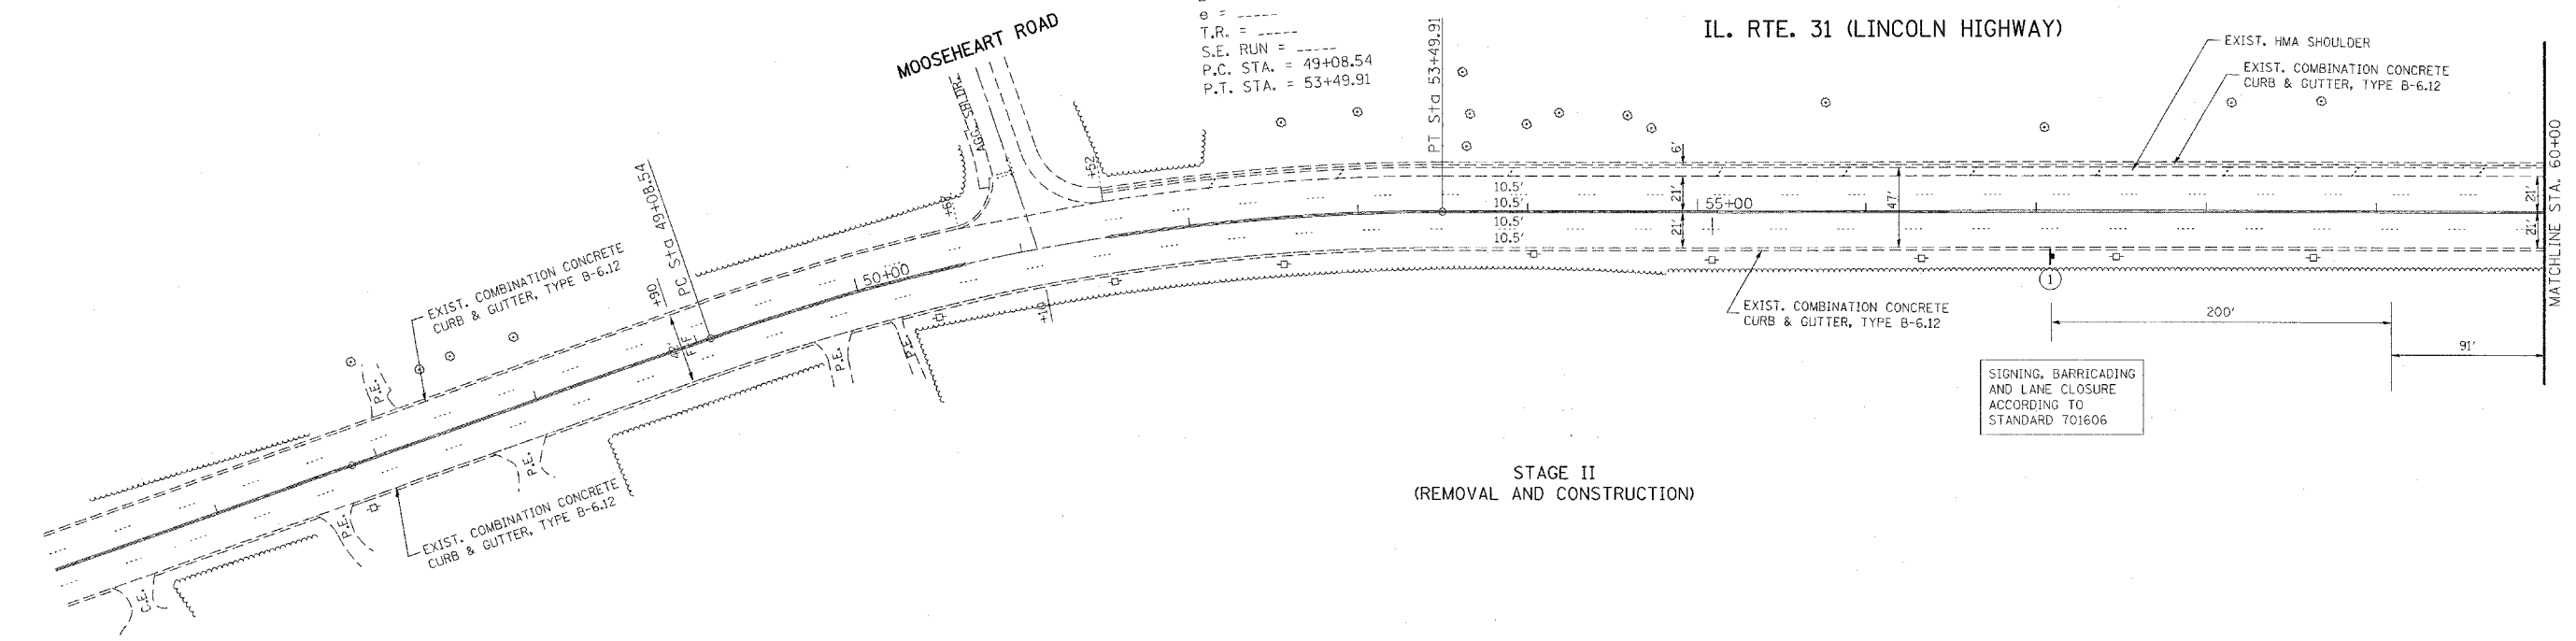 e = -----
T.R. = -----
S.E. RUN = -----
P.C. STA. = 49+08.54
P.T. STA. = 53+49.91
IL. RTE. 31 (LINCOLN HIGHWAY)
MOOSEHEART ROAD
AGG. SHLDR.
PT Sta 53+49.91
EXIST. HMA SHOULDER
EXIST. COMBINATION CONCRETE
CURB & GUTTER, TYPE B-6.12
MATCHLINE STA. 60+00
PC Sta 49+08.54
+52
6'
10.5'
10.5'
10.5'
10.5'
21'
21'
47'
55+00
21'
21'
50+00
+90
+10
F-F
EXIST. COMBINATION CONCRETE
CURB & GUTTER, TYPE B-6.12
EXIST. COMBINATION CONCRETE
CURB & GUTTER, TYPE B-6.12
1
200'
91'
SIGNING, BARRICADING
AND LANE CLOSURE
ACCORDING TO
STANDARD 701606
P.E.
P.E.
P.E.
P.E.
P.E.
C.E.
EXIST. COMBINATION CONCRETE
CURB & GUTTER, TYPE B-6.12
STAGE II
(REMOVAL AND CONSTRUCTION)